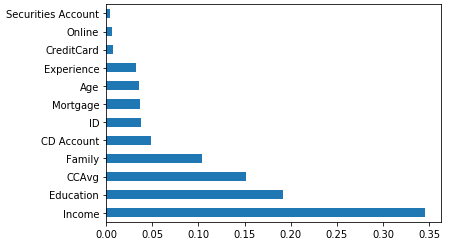 Securities Account
Online
CreditCard
Experience
Age
Mortgage
ID
CD Account
Family
CCAvg
Education
Income
0.00 0.05 0.10 0.15 0.20 0.25 0.30 0.35